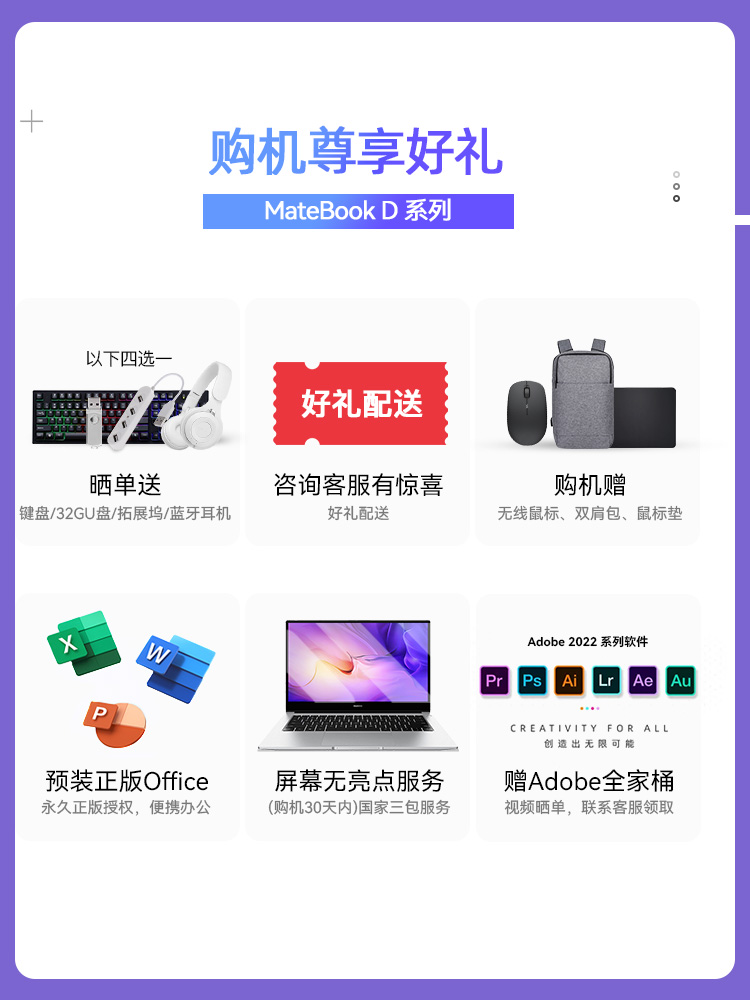 购机尊享好礼
MateBook D 系列
以下四选一
晒单送
键盘/32GU盘/拓展坞/蓝牙耳机
好礼配送
咨询客服有惊喜
好礼配送
购机赠
无线鼠标、双肩包、鼠标垫
X
W
P
预装正版Office
永久正版授权，便携办公
屏幕无亮点服务
(购机30天内)国家三包服务
Adobe 2022 系列软件
Pr Ps Ai Lr Ae Au
CREATIVITY FOR ALL
创造出无限可能
赠Adobe全家桶
视频晒单，联系客服领取